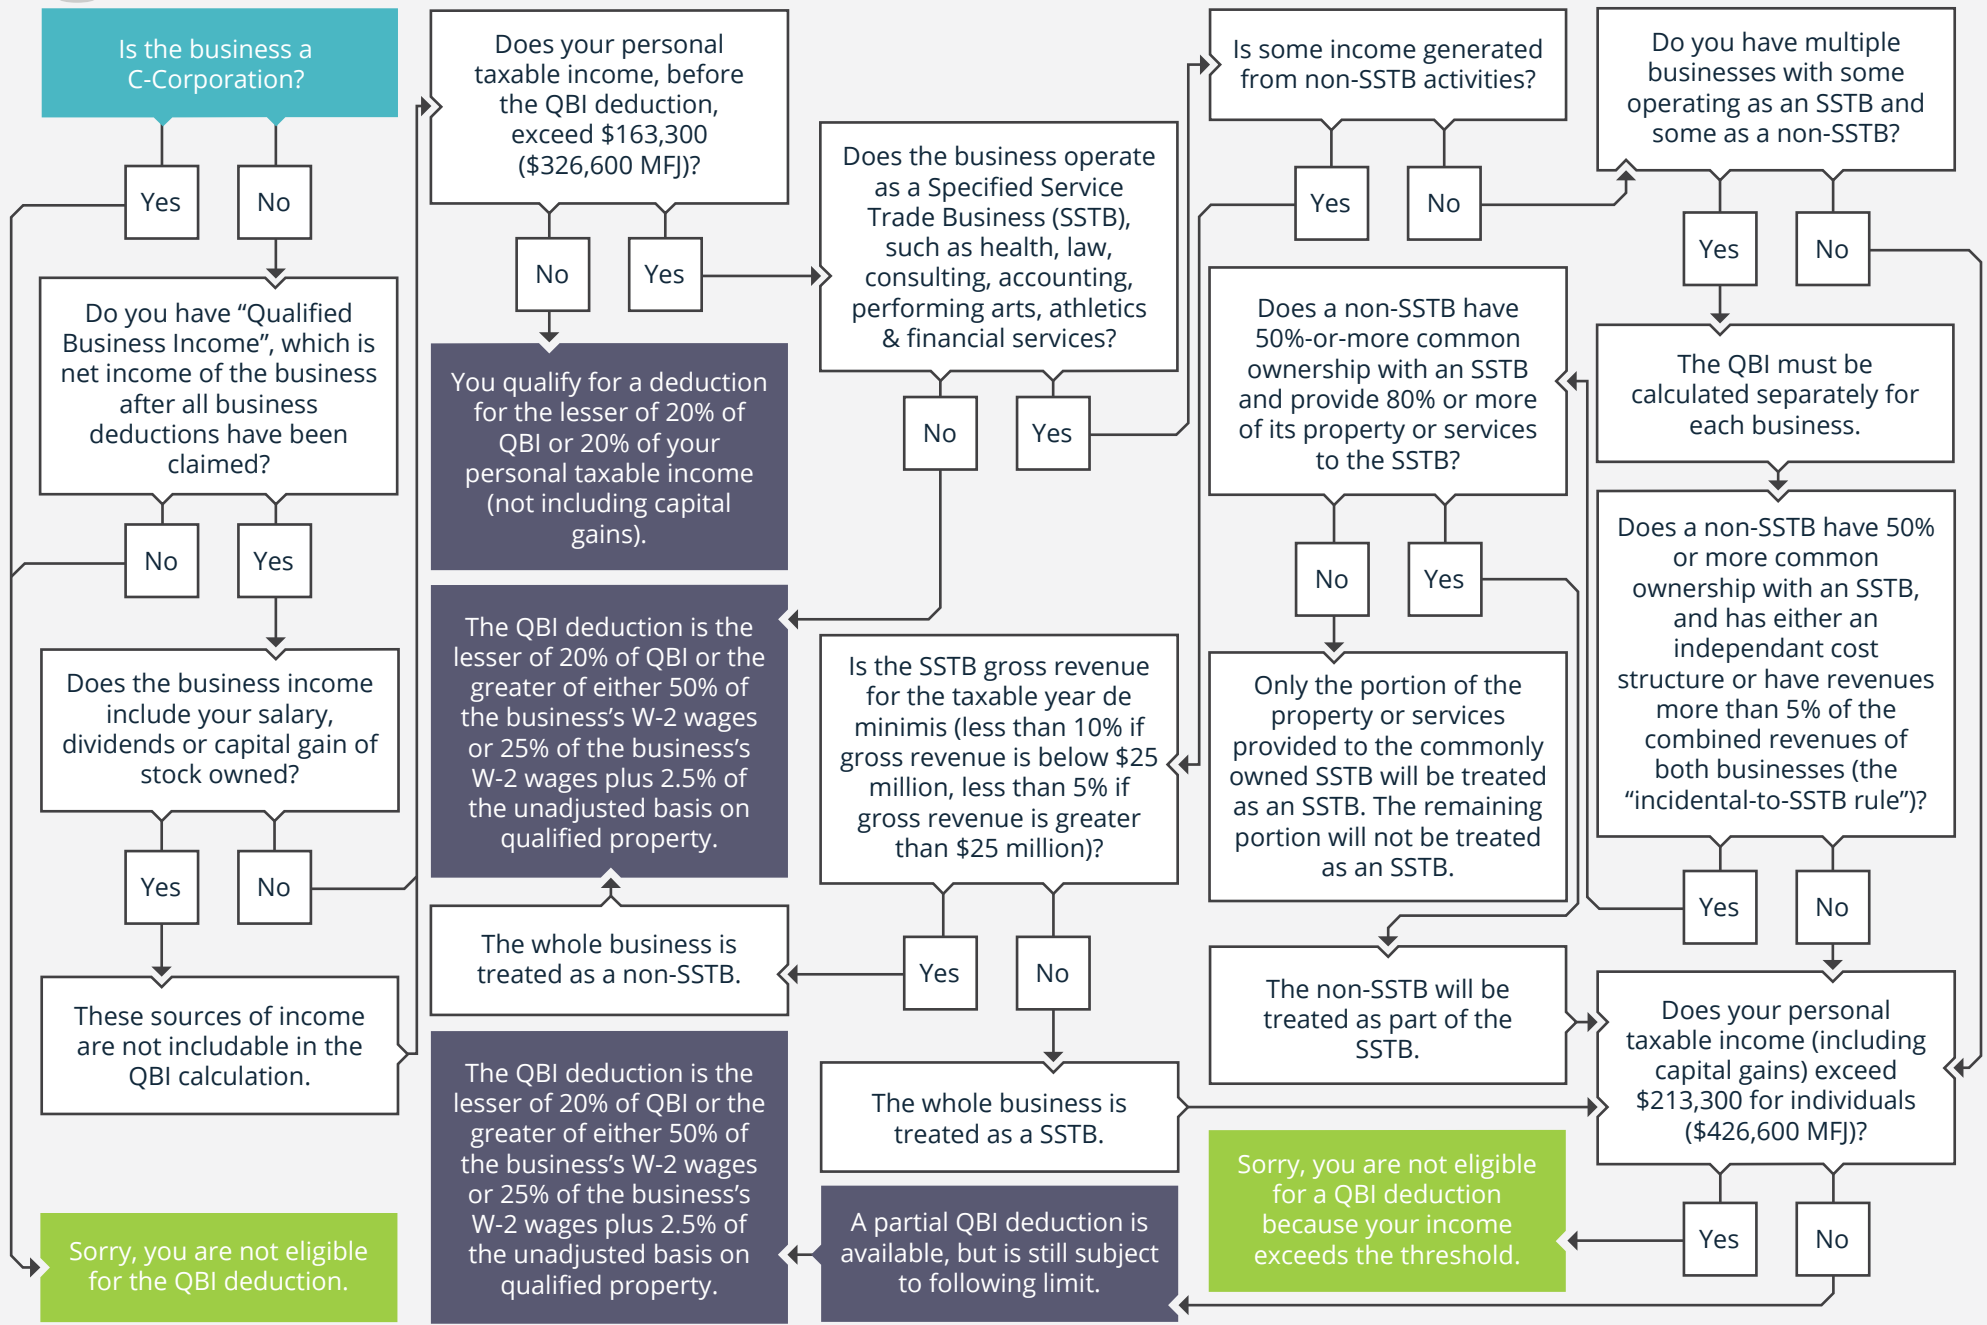 Is the business a
C-Corporation?
Yes
No
Do you have “Qualified
Business Income”, which is
net income of the business
after all business
deductions have been
claimed?
No
Yes
Does the business income
include your salary,
dividends or capital gain of
stock owned?
Yes
No
These sources of income
are not includable in the
QBI calculation.
Sorry, you are not eligible
for the QBI deduction.
Does your personal
taxable income, before
the QBI deduction,
exceed $163,300
($326,600 MFJ)?
No
Yes
You qualify for a deduction
for the lesser of 20% of
QBI or 20% of your
personal taxable income
(not including capital
gains).
The QBI deduction is the
lesser of 20% of QBI or the
greater of either 50% of
the business’s W-2 wages
or 25% of the business’s
W-2 wages plus 2.5% of
the unadjusted basis on
qualified property.
The whole business is
treated as a non-SSTB.
The QBI deduction is the
lesser of 20% of QBI or the
greater of either 50% of
the business’s W-2 wages
or 25% of the business’s
W-2 wages plus 2.5% of
the unadjusted basis on
qualified property.
Does the business operate
as a Specified Service
Trade Business (SSTB),
such as health, law,
consulting, accounting,
performing arts, athletics
& financial services?
No
Yes
Is the SSTB gross revenue
for the taxable year de
minimis (less than 10% if
gross revenue is below $25
million, less than 5% if
gross revenue is greater
than $25 million)?
Yes
No
The whole business is
treated as a SSTB.
A partial QBI deduction is
available, but is still subject
to following limit.
Is some income generated
from non-SSTB activities?
Yes
No
Does a non-SSTB have
50%-or-more common
ownership with an SSTB
and provide 80% or more
of its property or services
to the SSTB?
No
Yes
Only the portion of the
property or services
provided to the commonly
owned SSTB will be treated
as an SSTB. The remaining
portion will not be treated
as an SSTB.
The non-SSTB will be
treated as part of the
SSTB.
Sorry, you are not eligible
for a QBI deduction
because your income
exceeds the threshold.
Do you have multiple
businesses with some
operating as an SSTB and
some as a non-SSTB?
Yes
No
The QBI must be
calculated separately for
each business.
Does a non-SSTB have 50%
or more common
ownership with an SSTB,
and has either an
independant cost
structure or have revenues
more than 5% of the
combined revenues of
both businesses (the
“incidental-to-SSTB rule”)?
Yes
No
Does your personal
taxable income (including
capital gains) exceed
$213,300 for individuals
($426,600 MFJ)?
Yes
No